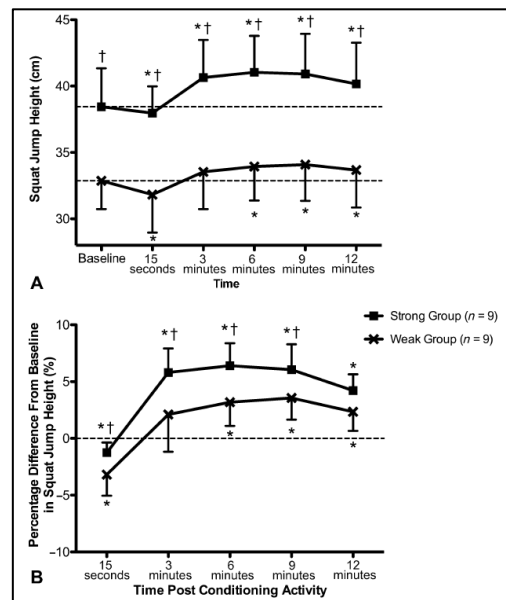 45
40
35
30
Squat Jump Height (cm)
† *† *† *† *† *†
* * * *
Baseline 15 seconds 3 minutes 6 minutes 9 minutes 12 minutes
A
Time
Strong Group (n = 9)
Weak Group (n = 9)
10
5
0
−5
−10
Percentage Difference From Baseline
in Squat Jump Height (%)
*† *† *† *† *
* * * *
15 seconds 3 minutes 6 minutes 9 minutes 12 minutes
B
Time Post Conditioning Activity